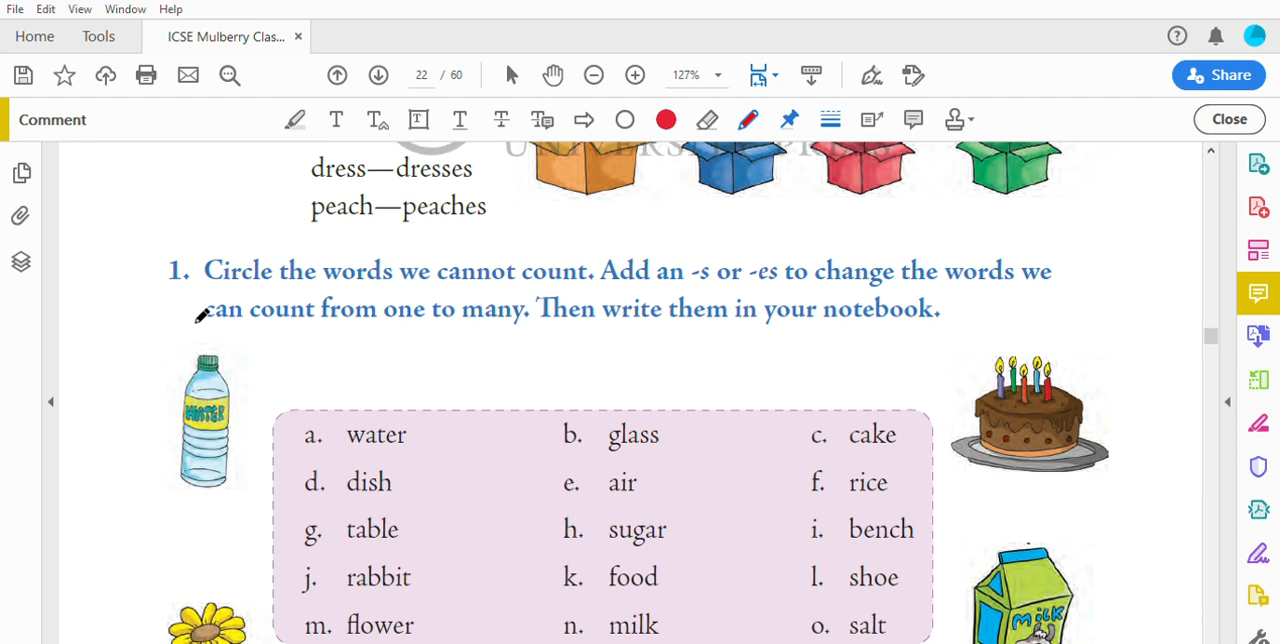 File Edit View Window Help
Home Tools ICSE Mulberry Clas... ×
22 / 60 127% Share
Comment Close
UNIVERSITY PRESS
dress—dresses
peach—peaches
1. Circle the words we cannot count. Add an -s or -es to change the words we
can count from one to many. Then write them in your notebook.
WATER
a. water b. glass c. cake
d. dish e. air f. rice
g. table h. sugar i. bench
j. rabbit k. food l. shoe
MILK
m. flower n. milk o. salt